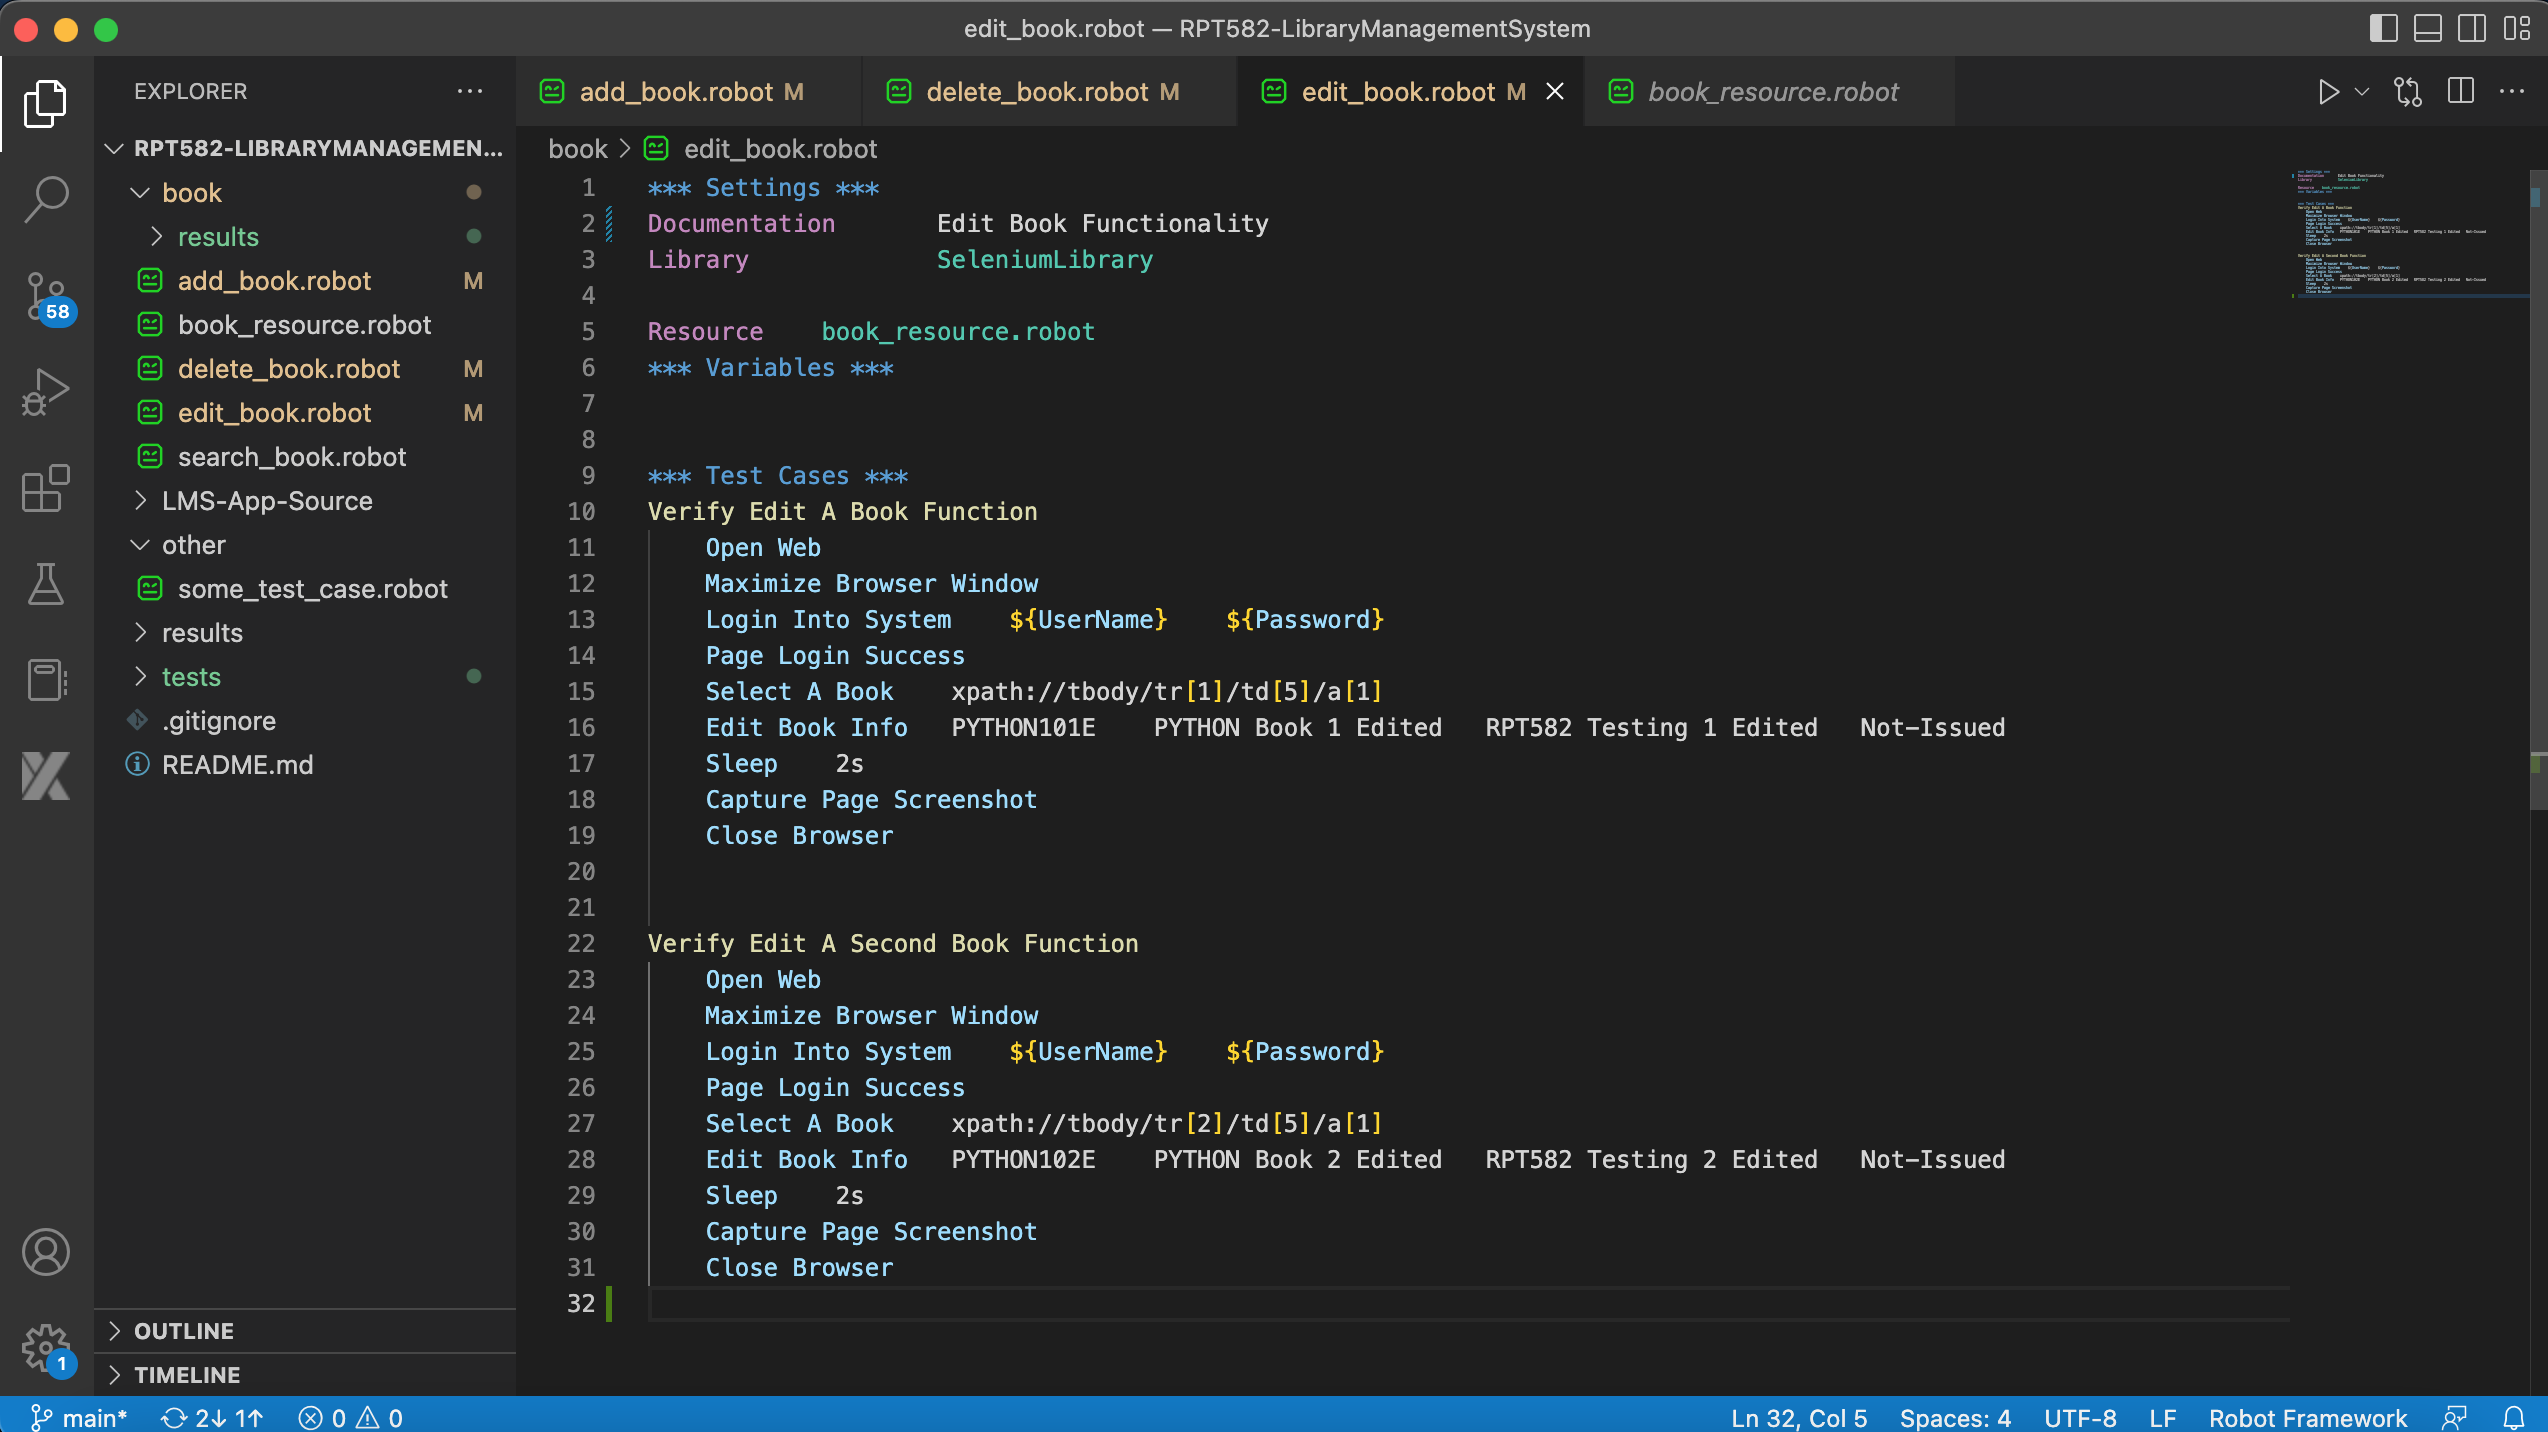 edit_book.robot — RPT582-LibraryManagementSystem
EXPLORER
RPT582-LIBRARYMANAGEMEN...
book
results
add_book.robot M
book_resource.robot
delete_book.robot M
edit_book.robot M
search_book.robot
LMS-App-Source
other
some_test_case.robot
results
tests
.gitignore
README.md
OUTLINE
TIMELINE
58
1
add_book.robot M
delete_book.robot M
edit_book.robot M
book_resource.robot
book > edit_book.robot
1 *** Settings ***
2 Documentation Edit Book Functionality
3 Library SeleniumLibrary
4
5 Resource book_resource.robot
6 *** Variables ***
7
8
9 *** Test Cases ***
10 Verify Edit A Book Function
11 Open Web
12 Maximize Browser Window
13 Login Into System ${UserName} ${Password}
14 Page Login Success
15 Select A Book xpath://tbody/tr[1]/td[5]/a[1]
16 Edit Book Info PYTHON101E PYTHON Book 1 Edited RPT582 Testing 1 Edited Not-Issued
17 Sleep 2s
18 Capture Page Screenshot
19 Close Browser
20
21
22 Verify Edit A Second Book Function
23 Open Web
24 Maximize Browser Window
25 Login Into System ${UserName} ${Password}
26 Page Login Success
27 Select A Book xpath://tbody/tr[2]/td[5]/a[1]
28 Edit Book Info PYTHON102E PYTHON Book 2 Edited RPT582 Testing 2 Edited Not-Issued
29 Sleep 2s
30 Capture Page Screenshot
31 Close Browser
32
main* 2↓ 1↑ 0 0 Ln 32, Col 5 Spaces: 4 UTF-8 LF Robot Framework